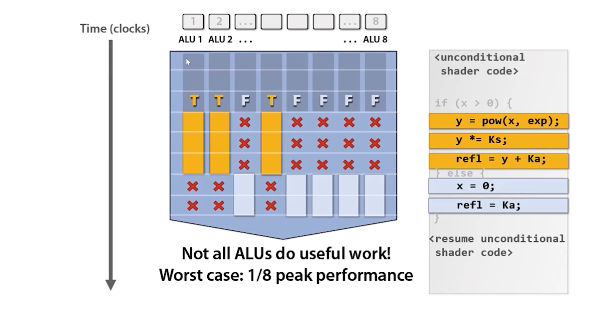 Time (clocks)
1 2 ... ... 8
ALU 1 ALU 2 ... ... ALU 8
T T F T F F F F
<unconditional
shader code>
if (x > 0) {
y = pow(x, exp);
y *= Ks;
refl = y + Ka;
} else {
x = 0;
refl = Ka;
}
<resume unconditional
shader code>
Not all ALUs do useful work!
Worst case: 1/8 peak performance